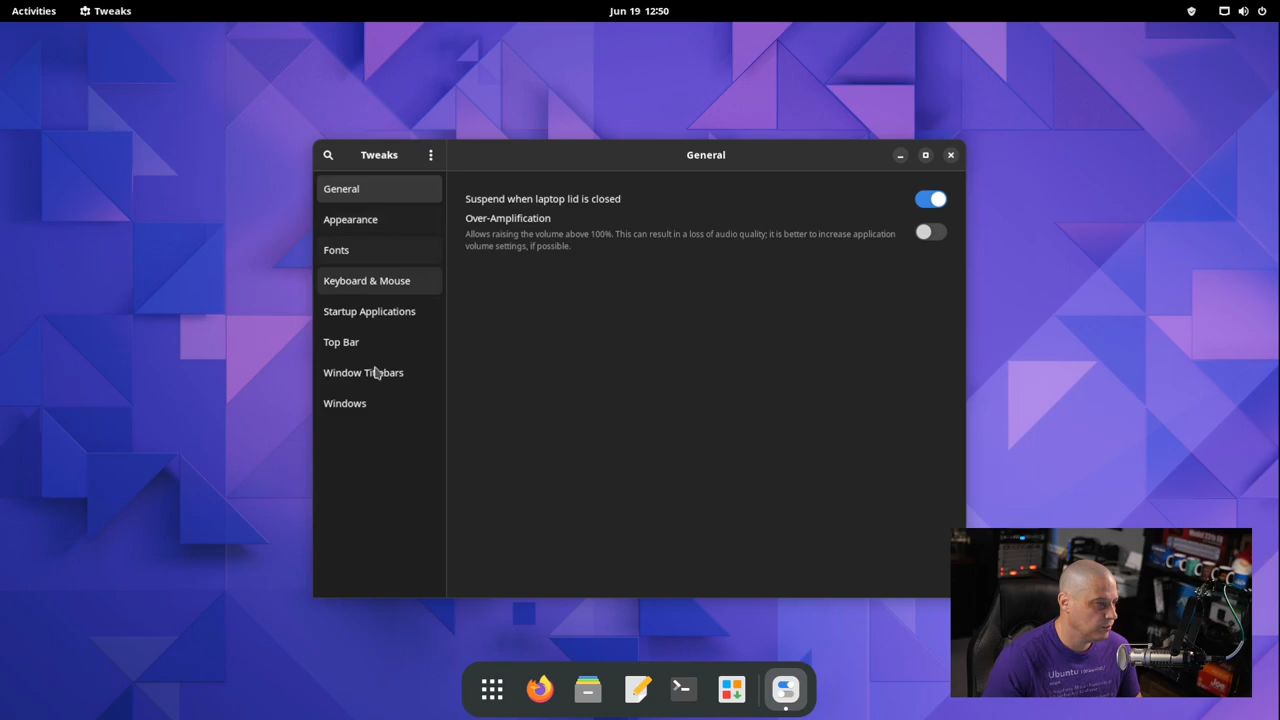 Activities
Tweaks
Jun 19 12:50
Tweaks
General
General
Appearance
Fonts
Keyboard & Mouse
Startup Applications
Top Bar
Window Titlebars
Windows
Suspend when laptop lid is closed
Over-Amplification
Allows raising the volume above 100%. This can result in a loss of audio quality; it is better to increase application
volume settings, if possible.
Ubuntu